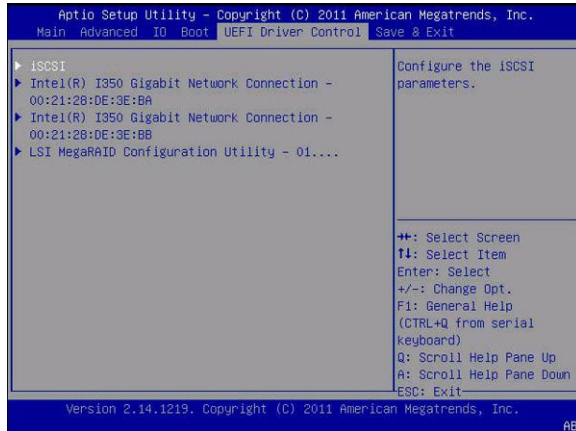 Aptio Setup Utility – Copyright (C) 2011 American Megatrends, Inc.
Main Advanced IO Boot UEFI Driver Control Save & Exit
▶ iSCSI
▶ Intel(R) I350 Gigabit Network Connection –
00:21:28:DE:3E:BA
▶ Intel(R) I350 Gigabit Network Connection –
00:21:28:DE:3E:BB
▶ LSI MegaRAID Configuration Utility – 01....
Configure the iSCSI
parameters.
→←: Select Screen
↑↓: Select Item
Enter: Select
+/-: Change Opt.
F1: General Help
(CTRL+Q from serial
keyboard)
Q: Scroll Help Pane Up
A: Scroll Help Pane Down
ESC: Exit
Version 2.14.1219. Copyright (C) 2011 American Megatrends, Inc.
AB